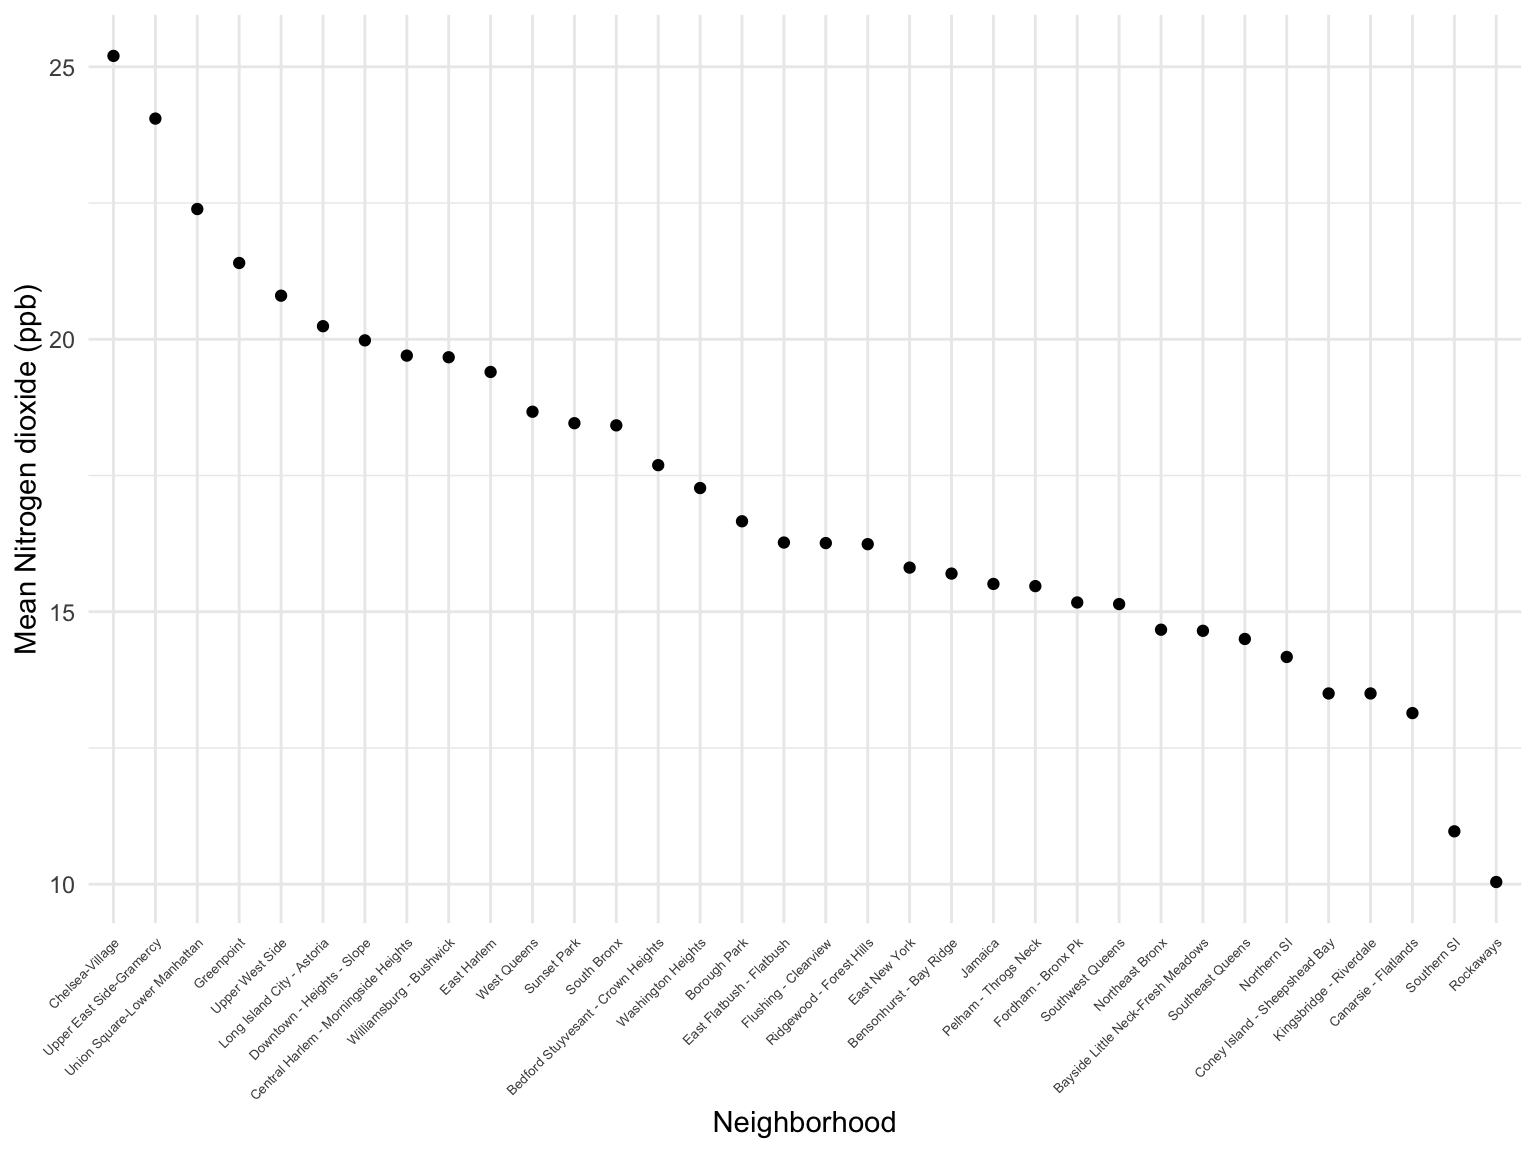 Mean Nitrogen dioxide (ppb)
25
20
15
10
Chelsea-Village
Upper East Side-Gramercy
Union Square-Lower Manhattan
Greenpoint
Upper West Side
Long Island City - Astoria
Downtown - Heights - Slope
Central Harlem - Morningside Heights
Williamsburg - Bushwick
East Harlem
West Queens
Sunset Park
South Bronx
Bedford Stuyvesant - Crown Heights
Washington Heights
Borough Park
East Flatbush - Flatbush
Flushing - Clearview
Ridgewood - Forest Hills
East New York
Bensonhurst - Bay Ridge
Jamaica
Pelham - Throgs Neck
Fordham - Bronx Pk
Southwest Queens
Northeast Bronx
Bayside Little Neck-Fresh Meadows
Southeast Queens
Northern SI
Coney Island - Sheepshead Bay
Kingsbridge - Riverdale
Canarsie - Flatlands
Southern SI
Rockaways
Neighborhood